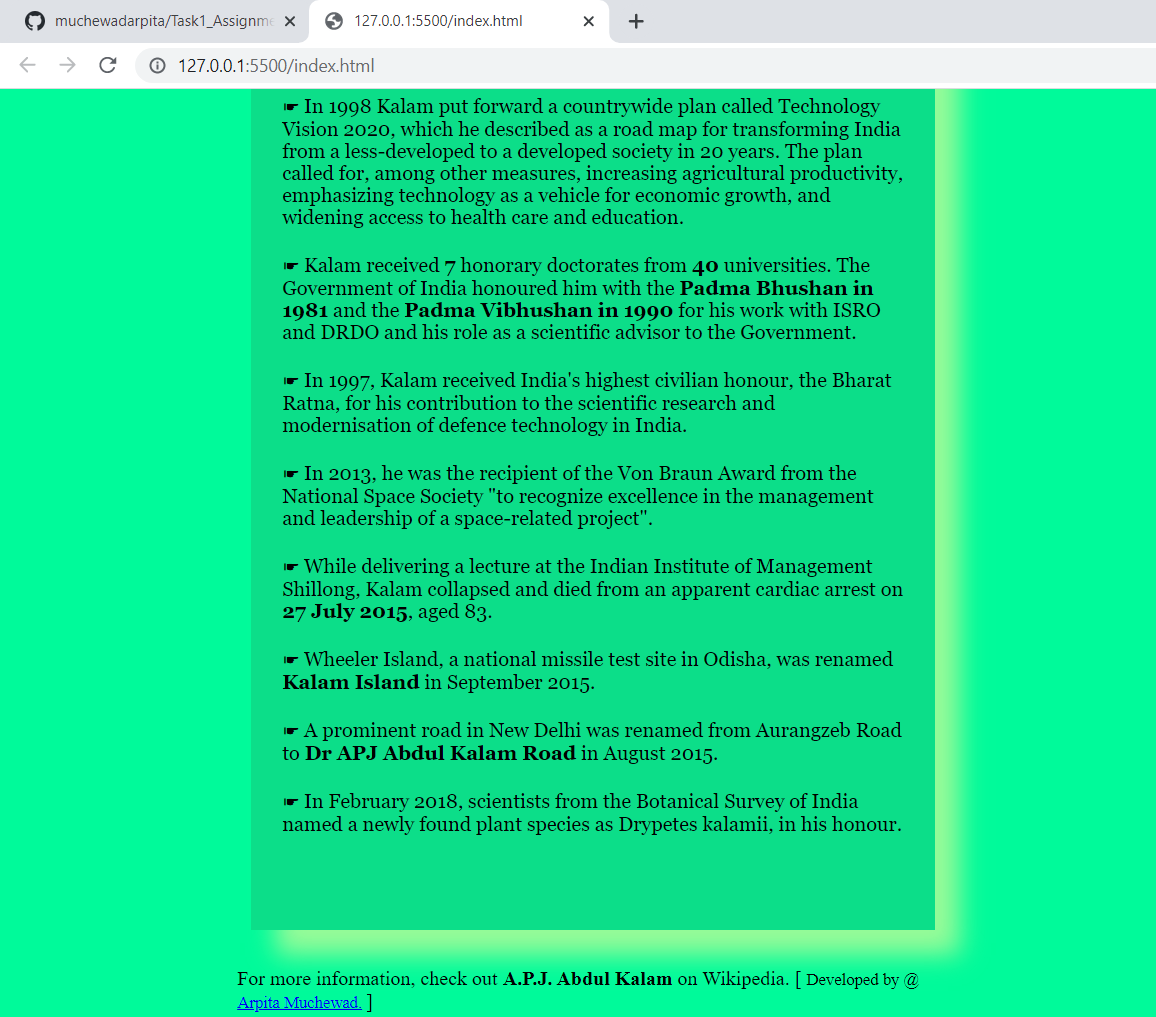 muchewadarpita/Task1_Assignme
127.0.0.1:5500/index.html
127.0.0.1:5500/index.html
☛ In 1998 Kalam put forward a countrywide plan called Technology
Vision 2020, which he described as a road map for transforming India
from a less-developed to a developed society in 20 years. The plan
called for, among other measures, increasing agricultural productivity,
emphasizing technology as a vehicle for economic growth, and
widening access to health care and education.
☛ Kalam received 7 honorary doctorates from 40 universities. The
Government of India honoured him with the Padma Bhushan in
1981 and the Padma Vibhushan in 1990 for his work with ISRO
and DRDO and his role as a scientific advisor to the Government.
☛ In 1997, Kalam received India's highest civilian honour, the Bharat
Ratna, for his contribution to the scientific research and
modernisation of defence technology in India.
☛ In 2013, he was the recipient of the Von Braun Award from the
National Space Society "to recognize excellence in the management
and leadership of a space-related project".
☛ While delivering a lecture at the Indian Institute of Management
Shillong, Kalam collapsed and died from an apparent cardiac arrest on
27 July 2015, aged 83.
☛ Wheeler Island, a national missile test site in Odisha, was renamed
Kalam Island in September 2015.
☛ A prominent road in New Delhi was renamed from Aurangzeb Road
to Dr APJ Abdul Kalam Road in August 2015.
☛ In February 2018, scientists from the Botanical Survey of India
named a newly found plant species as Drypetes kalamii, in his honour.
For more information, check out A.P.J. Abdul Kalam on Wikipedia. [ Developed by @
Arpita Muchewad. ]